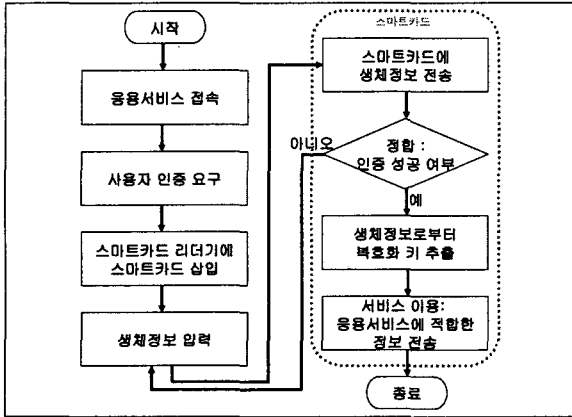 시작
응용서비스 접속
사용자 인증 요구
스마트카드 리더기에
스마트카드 삽입
생체정보 입력
스마트카드
스마트카드에
생체정보 전송
정합 :
인증 성공 여부
아니오
예
생체정보로부터
복호화 키 추출
서비스 이용:
응용서비스에 적합한
정보 전송
종료